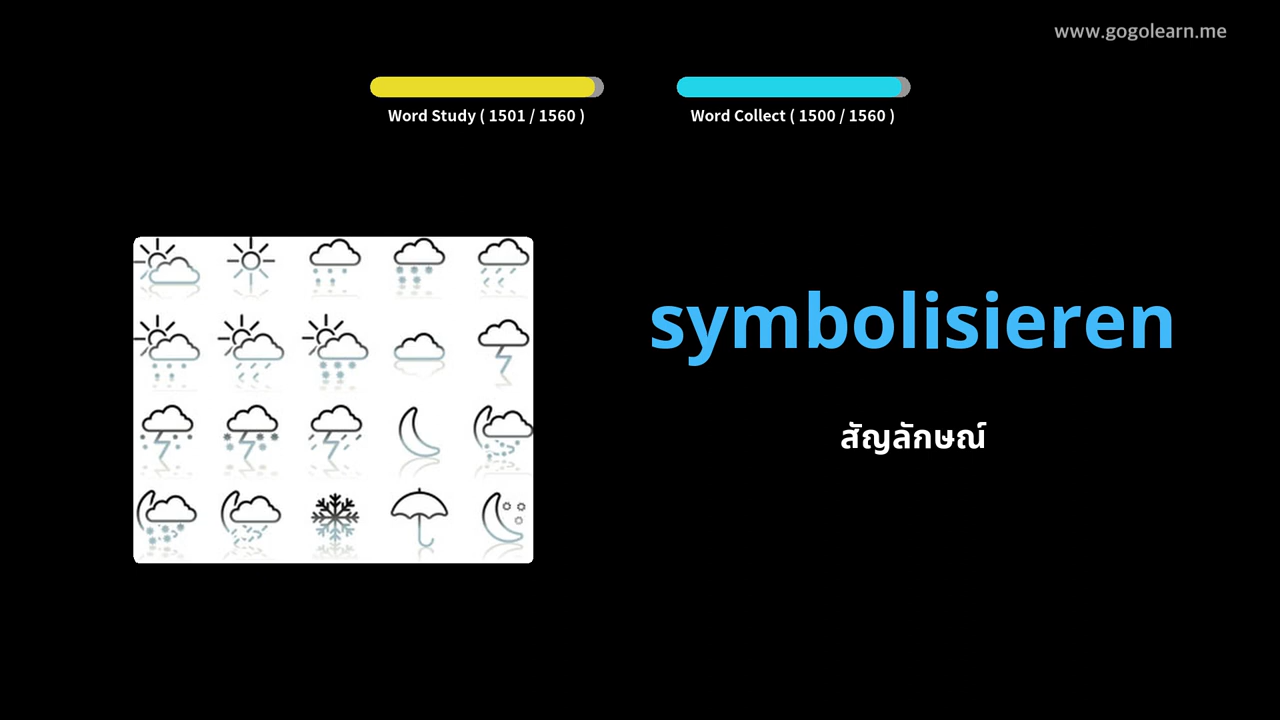 www.gogolearn.me
Word Study ( 1501 / 1560 )
Word Collect ( 1500 / 1560 )
symbolisieren
สัญลักษณ์